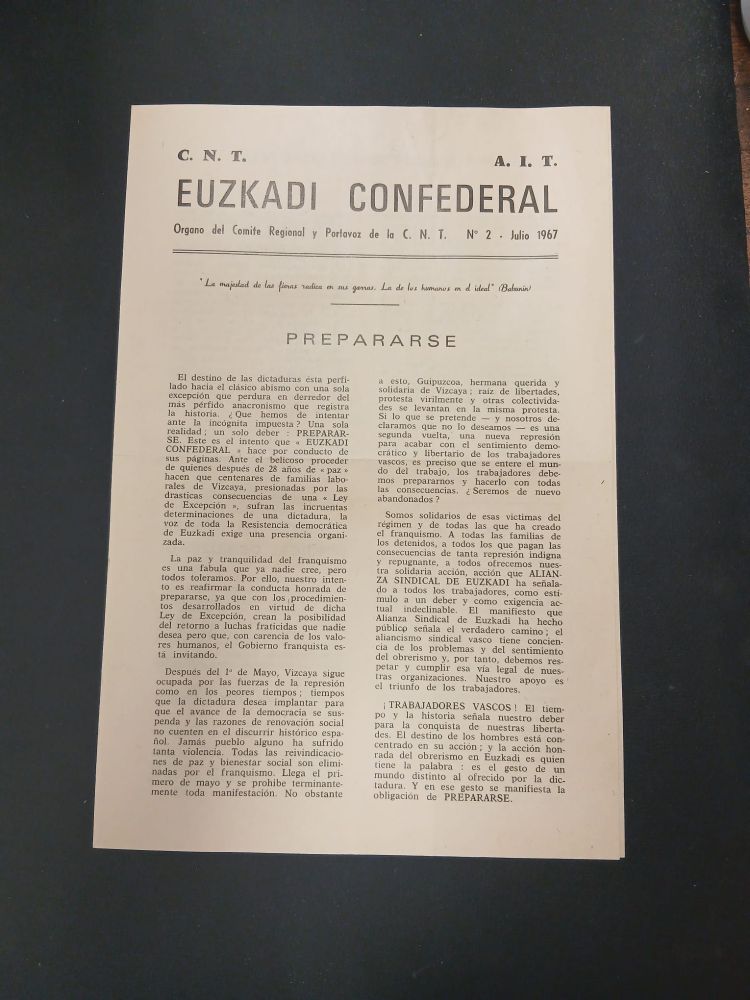 C. N. T.
A. I. T.
EUZKADI CONFEDERAL
Organo del Comite Regional y Portavoz de la C. N. T. N° 2 - Julio 1967
"La majestad de las fieras radica en sus garras. La de los humanos en el ideal" (Bakunin)
PREPARARSE
El destino de las dictaduras ésta perfi-
lado hacia el clásico abismo con una sola
excepción que perdura en derredor del
más pérfido anacronismo que registra
la historia. ¿ Que hemos de intentar
ante la incógnita impuesta ? Una sola
realidad ; un solo deber : PREPARAR-
SE. Este es el intento que « EUZKADI
CONFEDERAL » hace por conducto de
sus páginas. Ante el belicoso proceder
de quienes después de 28 años de « paz »
hacen que centenares de familias labo-
rales de Vizcaya, presionadas por las
drasticas consecuencias de una « Ley
de Excepción », sufran las incruentas
determinaciones de una dictadura, la
voz de toda la Resistencia democrática
de Euzkadi exige una presencia organi-
zada.
La paz y tranquilidad del franquismo
es una fabula que ya nadie cree, pero
todos toleramos. Por ello, nuestro inten-
to es reafirmar la conducta honrada de
prepararse, ya que con los procedimien-
tos desarrollados en virtud de dicha
Ley de Excepción, crean la posibilidad
del retorno a luchas fraticidas que nadie
desea pero que, con carencia de los valo-
res humanos, el Gobierno franquista es-
tá invitando.
Después del 1° de Mayo, Vizcaya sigue
ocupada por las fuerzas de la represión
como en los peores tiempos ; tiempos
que la dictadura desea implantar para
que el avance de la democracia se sus-
penda y las razones de renovación social
no cuenten en el discurrir histórico espa-
ñol. Jamás pueblo alguno ha sufrido
tanta violencia. Todas las reivindicacio-
nes de paz y bienestar social son elimi-
nadas por el franquismo. Llega el pri-
mero de mayo y se prohibe terminante-
mente toda manifestación. No obstante
a esto, Guipuzcoa, hermana querida y
solidaria de Vizcaya ; raiz de libertades,
protesta virilmente y otras colectivida-
des se levantan en la misma protesta.
Si lo que se pretende — y nosotros de-
claramos que no lo deseamos — es una
segunda vuelta, una nueva represión
para acabar con el sentimiento demo-
crático y libertario de los trabajadores
vascos, es preciso que se entere el mun-
do del trabajo, los trabajadores debe-
mos prepararnos y hacerlo con todas
las consecuencias. ¿ Seremos de nuevo
abandonados ?
Somos solidarios de esas victimas del
régimen y de todas las que ha creado
el franquismo. A todas las familias de
los detenidos, a todos los que pagan las
consecuencias de tanta represión indigna
y repugnante, a todos ofrecemos nues-
tra solidaria acción, acción que ALIAN-
ZA SINDICAL DE EUZKADI ha señala-
do a todos los trabajadores, como estí-
mulo a un deber y como exigencia ac-
tual indeclinable. El manifiesto que
Alianza Sindical de Euzkadi ha hecho
público señala el verdadero camino ; el
aliancismo sindical vasco tiene concien-
cia de los problemas y del sentimiento
del obrerismo y, por tanto, debemos res-
petar y cumplir esa vía legal de nues-
tras organizaciones. Nuestro apoyo es
el triunfo de los trabajadores.
¡ TRABAJADORES VASCOS ! El tiem-
po y la historia señala nuestro deber
para la conquista de nuestras liberta-
des. El destino de los hombres está con-
centrado en su acción ; y la acción hon-
rada del obrerismo en Euzkadi es quien
tiene la palabra : es el gesto de un
mundo distinto al ofrecido por la dic-
tadura. Y en ese gesto se manifiesta la
obligación de PREPARARSE.